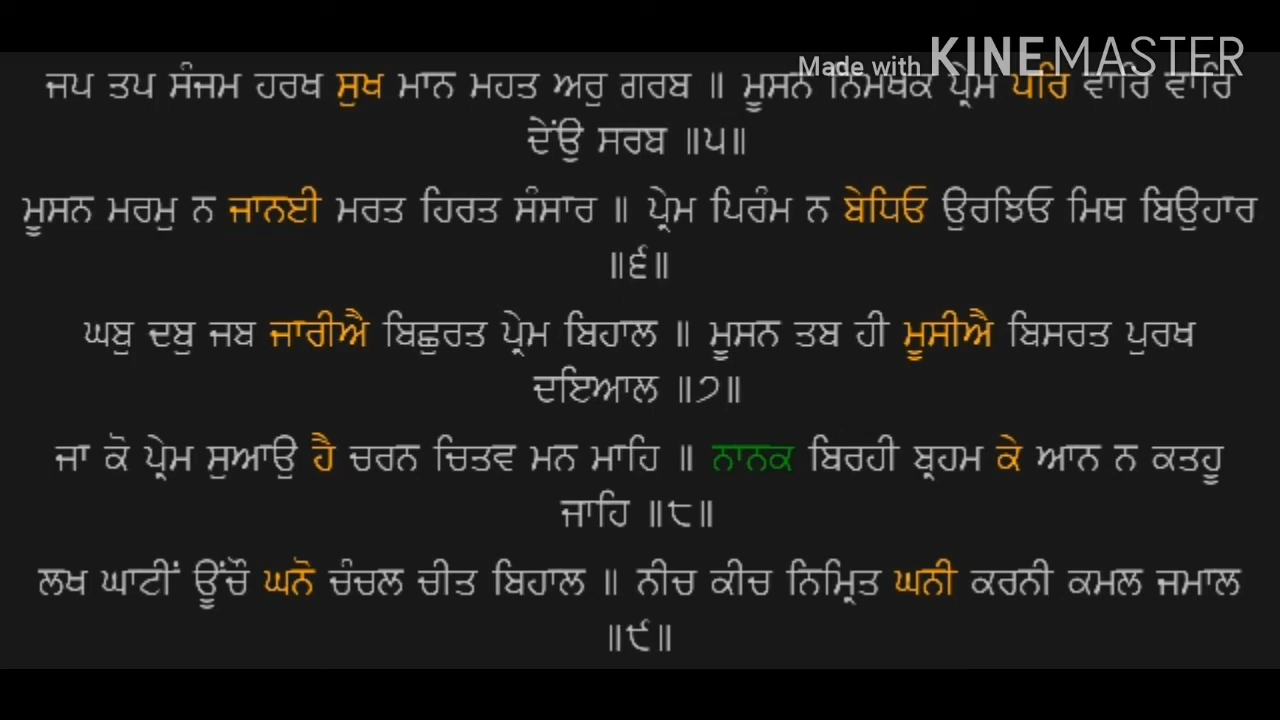 Made with KINEMASTER
ਜਪ ਤਪ ਸੰਜਮ ਹਰਖ ਸੁਖ ਮਾਨ ਮਹਤ ਅਰੁ ਗਰਬ ॥ ਮੂਸਨ ਨਿਮਖਕ ਪ੍ਰੇਮ ਪਰਿ ਵਾਰਿ ਵਾਰਿ
ਦੇਂਉ ਸਰਬ ॥੫॥
ਮੂਸਨ ਮਰਮੁ ਨ ਜਾਨਈ ਮਰਤ ਹਿਰਤ ਸੰਸਾਰ ॥ ਪ੍ਰੇਮ ਪਿਰੰਮ ਨ ਬੇਧਿਓ ਉਰਝਿਓ ਮਿਥ ਬਿਉਹਾਰ
॥੬॥
ਘਬੁ ਦਬੁ ਜਬ ਜਾਰੀਐ ਬਿਛੁਰਤ ਪ੍ਰੇਮ ਬਿਹਾਲ ॥ ਮੂਸਨ ਤਬ ਹੀ ਮੂਸੀਐ ਬਿਸਰਤ ਪੁਰਖ
ਦਇਆਲ ॥੭॥
ਜਾ ਕੋ ਪ੍ਰੇਮ ਸੁਆਉ ਹੈ ਚਰਨ ਚਿਤਵ ਮਨ ਮਾਹਿ ॥ ਨਾਨਕ ਬਿਰਹੀ ਬ੍ਰਹਮ ਕੇ ਆਨ ਨ ਕਤਹੂ
ਜਾਹਿ ॥੮॥
ਲਖ ਘਾਟੀਂ ਊਂਚੌ ਘਨੋ ਚੰਚਲ ਚੀਤ ਬਿਹਾਲ ॥ ਨੀਚ ਕੀਚ ਨਿਮ੍ਰਿਤ ਘਨੀ ਕਰਨੀ ਕਮਲ ਜਮਾਲ
॥੯॥